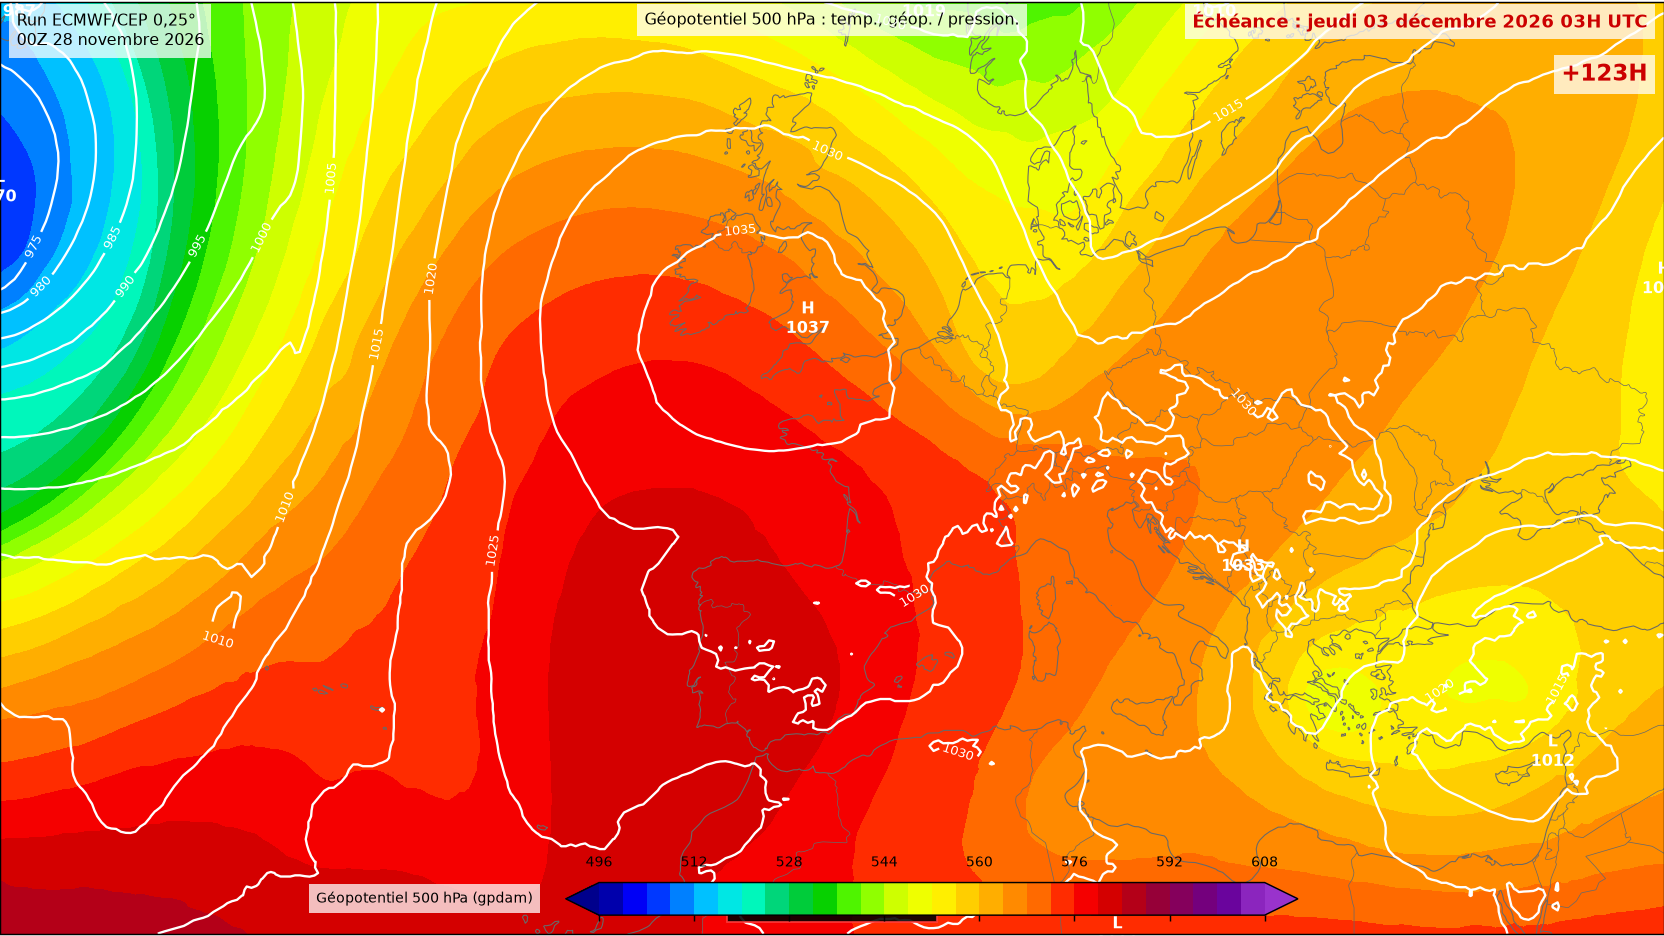 Run ECMWF/CEP 0,25°
00Z 28 novembre 2026
Géopotentiel 500 hPa : temp., géop. / pression.
Échéance : jeudi 03 décembre 2026 03H UTC
+123H
1015
1030
1005
1035
70
975
985
995
1000
980
990
1020
H
1037
1015
1030
1010
1025
H
1033
1030
1010
1020
1015
1030
L
1012
496 512 528 544 560 576 592 608
Géopotentiel 500 hPa (gpdam)
L